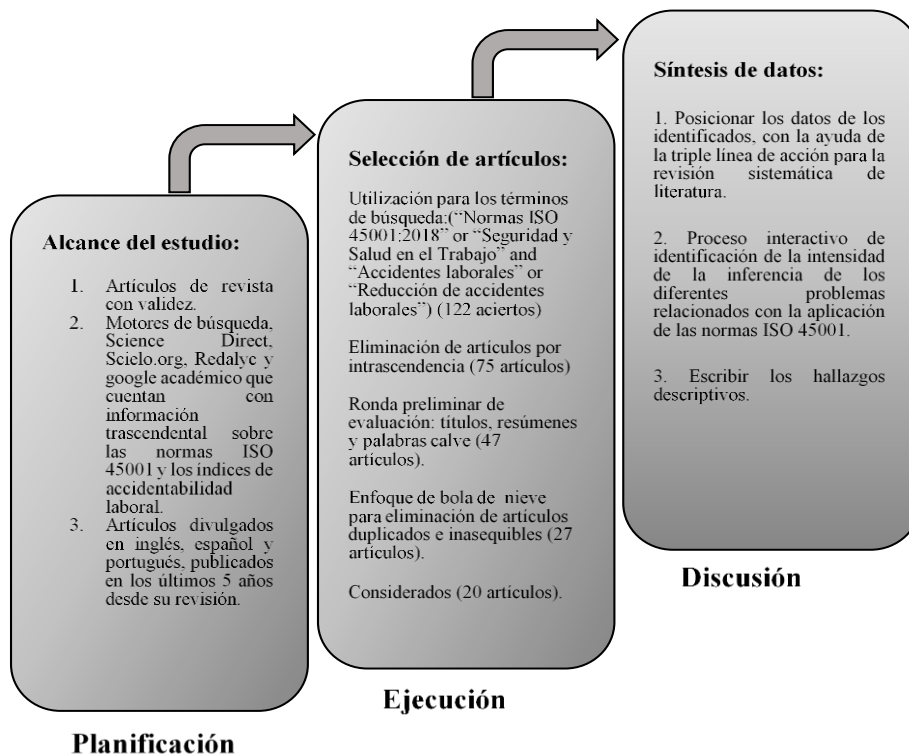 Alcance del estudio:
1. Artículos de revista
con validez.
2. Motores de búsqueda,
Science Direct,
Scielo.org, Redalyc y
google académico que
cuentan con
información
trascendental sobre
las normas ISO
45001 y los índices de
accidentabilidad
laboral.
3. Artículos divulgados
en inglés, español y
portugués, publicados
en los últimos 5 años
desde su revisión.
Planificación
Selección de artículos:
Utilización para los términos
de búsqueda:(“Normas ISO
45001:2018” or “Seguridad y
Salud en el Trabajo” and
“Accidentes laborales” or
“Reducción de accidentes
laborales”) (122 aciertos)
Eliminación de artículos por
intrascendencia (75 artículos)
Ronda preliminar de
evaluación: títulos, resúmenes
y palabras calve (47
artículos).
Enfoque de bola de nieve
para eliminación de artículos
duplicados e inasequibles (27
artículos).
Considerados (20 artículos).
Ejecución
Síntesis de datos:
1. Posicionar los datos de los
identificados, con la ayuda de
la triple línea de acción para la
revisión sistemática de
literatura.
2. Proceso interactivo de
identificación de la intensidad
de la inferencia de los
diferentes problemas
relacionados con la aplicación
de las normas ISO 45001.
3. Escribir los hallazgos
descriptivos.
Discusión